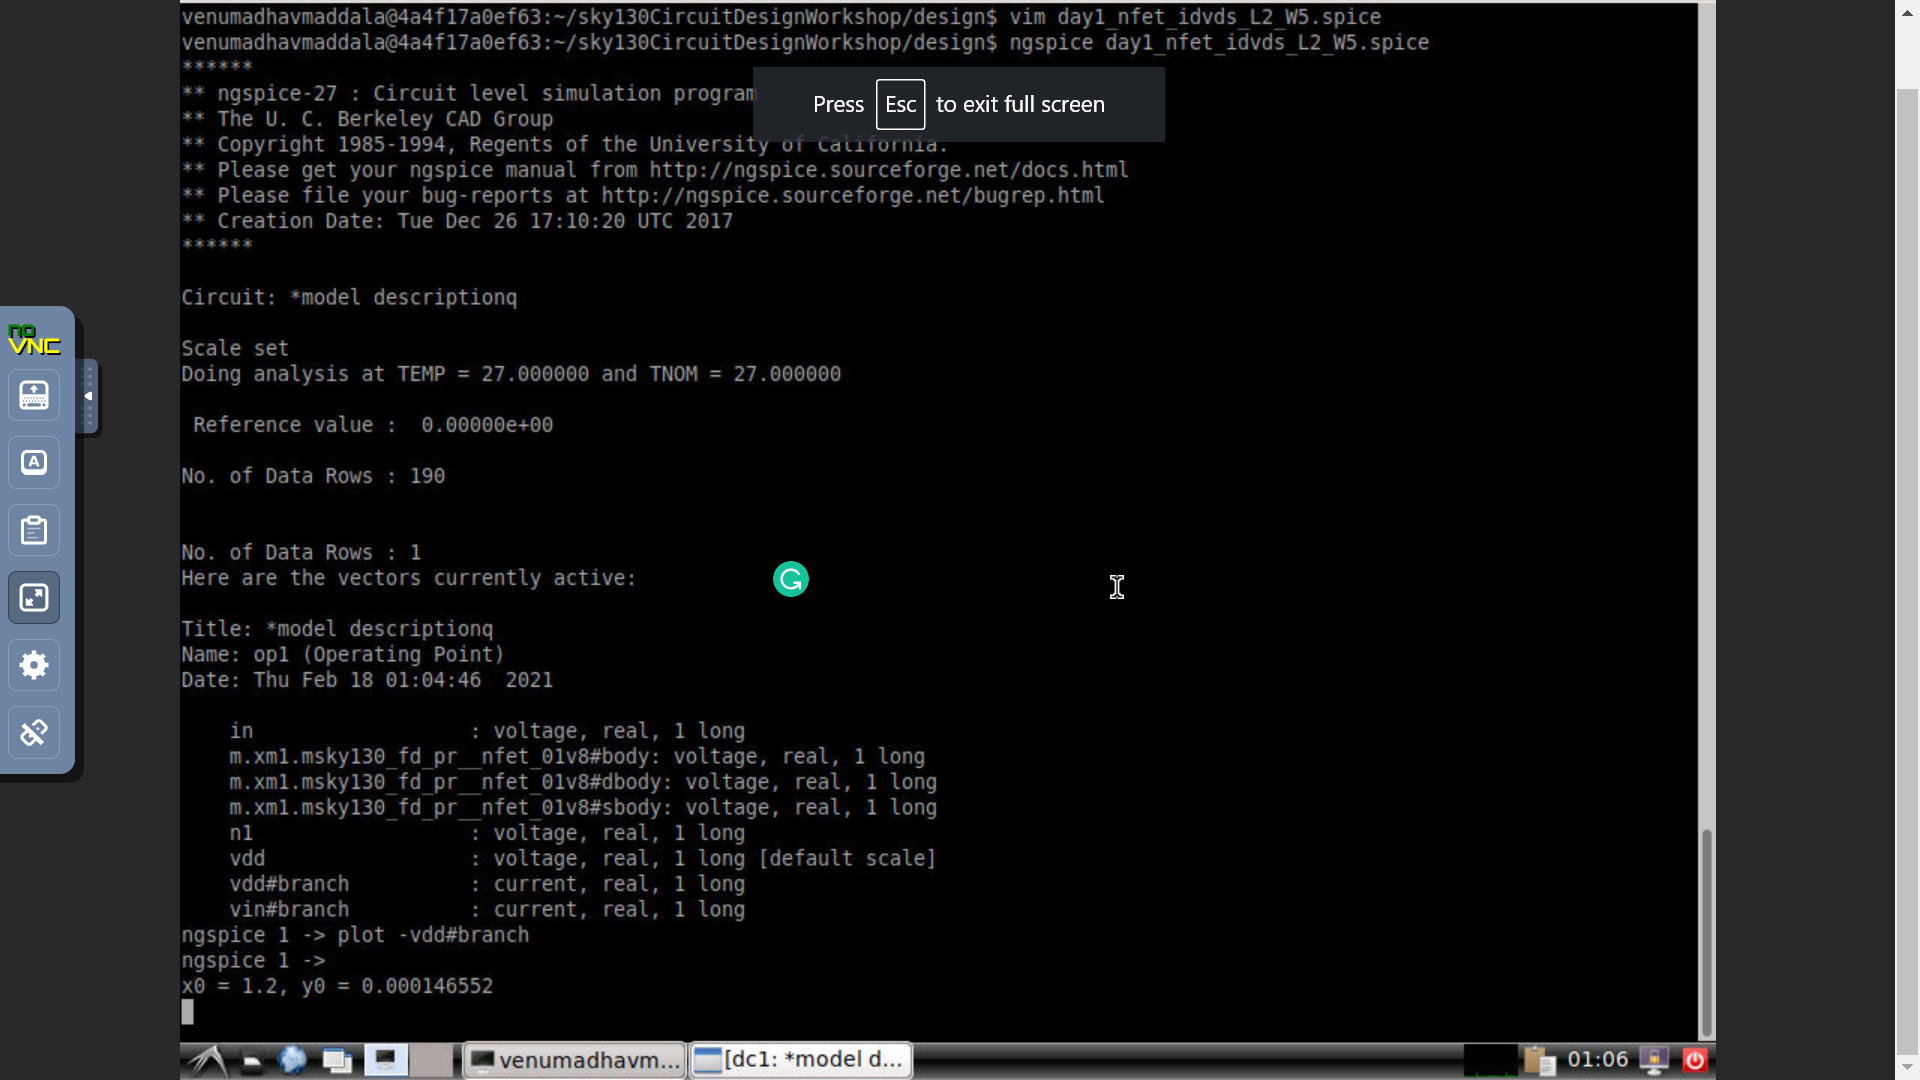 venumadhavmaddala@4a4f17a0ef63:~/sky130CircuitDesignWorkshop/design$ vim day1_nfet_idvds_L2_W5.spice
venumadhavmaddala@4a4f17a0ef63:~/sky130CircuitDesignWorkshop/design$ ngspice day1_nfet_idvds_L2_W5.spice
******
** ngspice-27 : Circuit level simulation program
Press Esc to exit full screen
** The U. C. Berkeley CAD Group
** Copyright 1985-1994, Regents of the University of California.
** Please get your ngspice manual from http://ngspice.sourceforge.net/docs.html
** Please file your bug-reports at http://ngspice.sourceforge.net/bugrep.html
** Creation Date: Tue Dec 26 17:10:20 UTC 2017
******
Circuit: *model descriptionq
no
VNC
Scale set
Doing analysis at TEMP = 27.000000 and TNOM = 27.000000
Reference value :  0.00000e+00
A
No. of Data Rows : 190
No. of Data Rows : 1
Here are the vectors currently active:
Title: *model descriptionq
Name: op1 (Operating Point)
Date: Thu Feb 18 01:04:46  2021
in : voltage, real, 1 long
m.xm1.msky130_fd_pr__nfet_01v8#body: voltage, real, 1 long
m.xm1.msky130_fd_pr__nfet_01v8#dbody: voltage, real, 1 long
m.xm1.msky130_fd_pr__nfet_01v8#sbody: voltage, real, 1 long
n1 : voltage, real, 1 long
vdd : voltage, real, 1 long [default scale]
vdd#branch : current, real, 1 long
vin#branch : current, real, 1 long
ngspice 1 -> plot -vdd#branch
ngspice 1 ->
x0 = 1.2, y0 = 0.000146552
venumadhavm... [dc1: *model d... 01:06